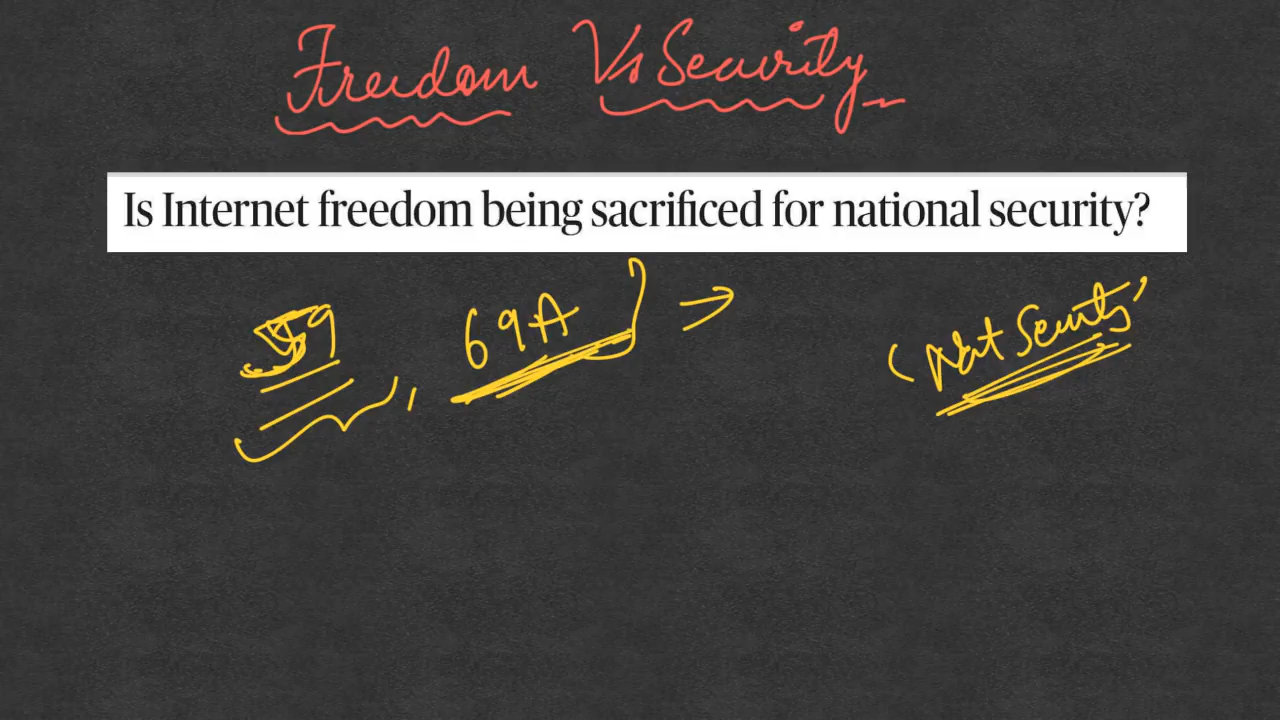 Freedom Vs Security
Is Internet freedom being sacrificed for national security?
69A
(Nat Security